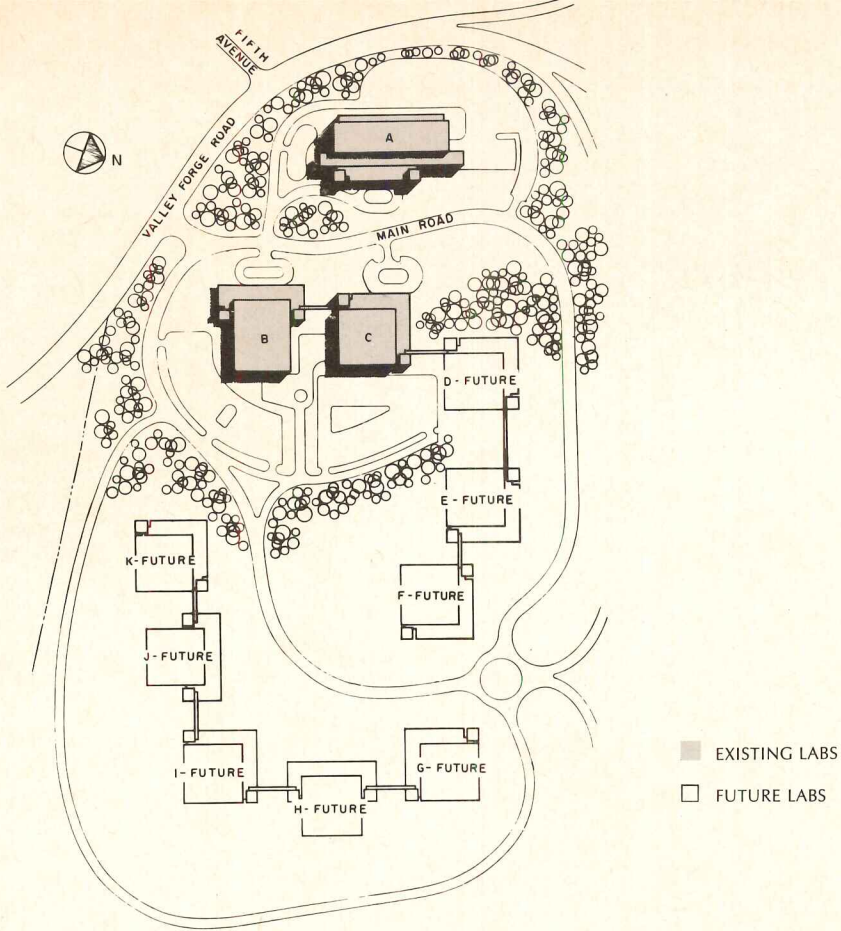 FIFTH
AVENUE
VALLEY FORGE ROAD
N
A
MAIN ROAD
B
C
D-FUTURE
E-FUTURE
K-FUTURE
F-FUTURE
J-FUTURE
I-FUTURE
G-FUTURE
H-FUTURE
EXISTING LABS
FUTURE LABS